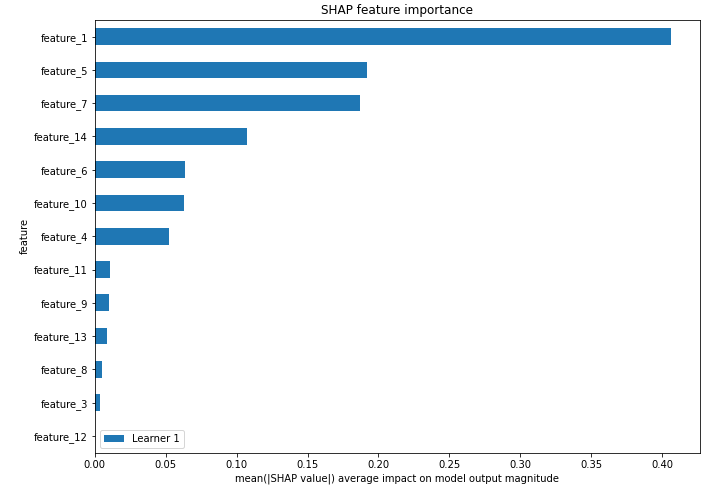 SHAP feature importance
feature_1
feature_5
feature_7
feature_14
feature_6
feature_10
feature_4
feature_11
feature_9
feature_13
feature_8
feature_3
feature_12
feature
Learner 1
0.00 0.05 0.10 0.15 0.20 0.25 0.30 0.35 0.40
mean(|SHAP value|) average impact on model output magnitude